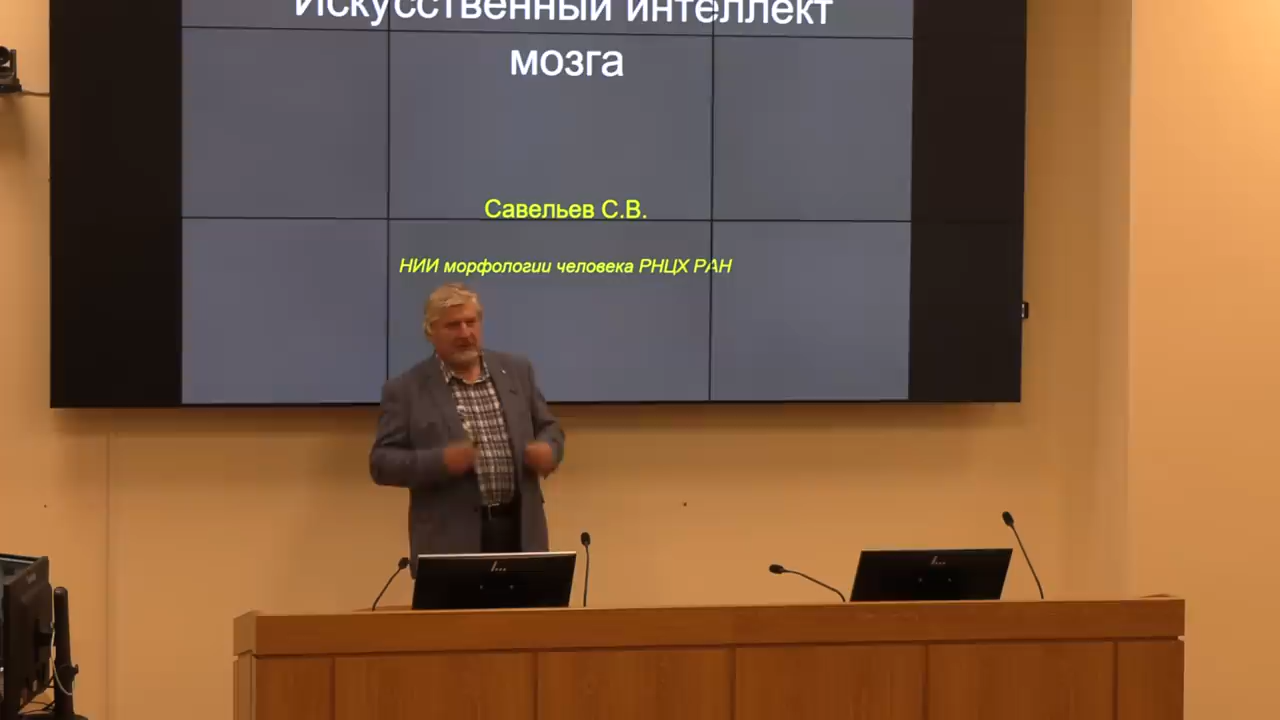 Искусственный интеллект
мозга
Савельев С.В.
НИИ морфологии человека РНЦХ РАН